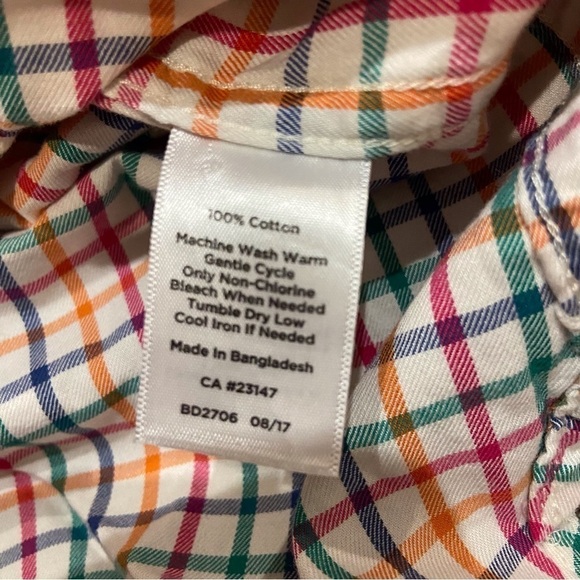 100% Cotton
Machine Wash Warm
Gentle Cycle
Only Non-Chlorine
Bleach When Needed
Tumble Dry Low
Cool Iron If Needed
Made In Bangladesh
CA #23147
BD2706 08/17